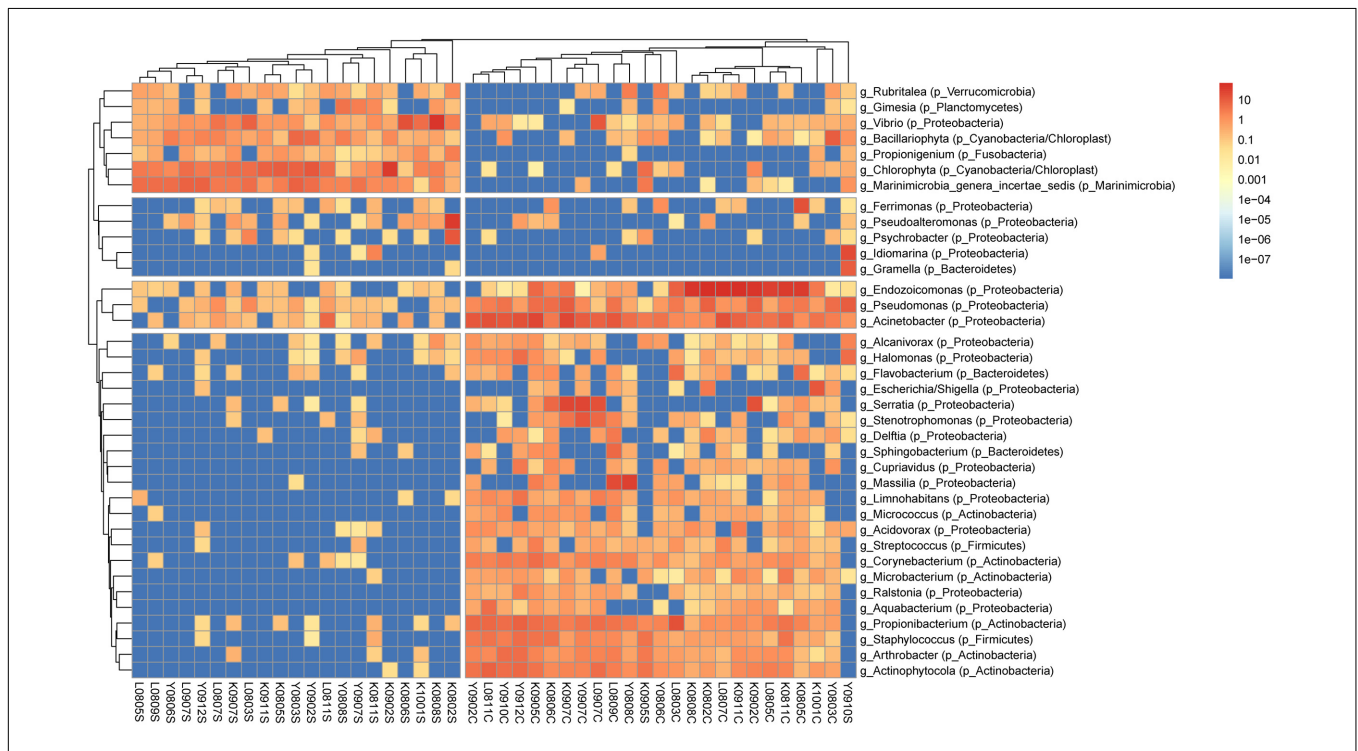 g_Rubritalea (p_Verrucomicrobia)
g_Gimesia (p_Planctomycetes)
g_Vibrio (p_Proteobacteria)
g_Bacillariophyta (p_Cyanobacteria/Chloroplast)
g_Propionigenium (p_Fusobacteria)
g_Chlorophyta (p_Cyanobacteria/Chloroplast)
g_Marinimicrobia_genera_incertae_sedis (p_Marinimicrobia)
g_Ferrimonas (p_Proteobacteria)
g_Pseudoalteromonas (p_Proteobacteria)
g_Psychrobacter (p_Proteobacteria)
g_Idiomarina (p_Proteobacteria)
g_Gramella (p_Bacteroidetes)
g_Endozoicomonas (p_Proteobacteria)
g_Pseudomonas (p_Proteobacteria)
g_Acinetobacter (p_Proteobacteria)
g_Alcanivorax (p_Proteobacteria)
g_Halomonas (p_Proteobacteria)
g_Flavobacterium (p_Bacteroidetes)
g_Escherichia/Shigella (p_Proteobacteria)
g_Serratia (p_Proteobacteria)
g_Stenotrophomonas (p_Proteobacteria)
g_Delftia (p_Proteobacteria)
g_Sphingobacterium (p_Bacteroidetes)
g_Cupriavidus (p_Proteobacteria)
g_Massilia (p_Proteobacteria)
g_Limnohabitans (p_Proteobacteria)
g_Micrococcus (p_Actinobacteria)
g_Acidovorax (p_Proteobacteria)
g_Streptococcus (p_Firmicutes)
g_Corynebacterium (p_Actinobacteria)
g_Microbacterium (p_Actinobacteria)
g_Ralstonia (p_Proteobacteria)
g_Aquabacterium (p_Proteobacteria)
g_Propionibacterium (p_Actinobacteria)
g_Staphylococcus (p_Firmicutes)
g_Arthrobacter (p_Actinobacteria)
g_Actinophytocola (p_Actinobacteria)
10
1
0.1
0.01
0.001
1e−04
1e−05
1e−06
1e−07
L0805S
L0809S
Y0806S
L0907S
Y0912S
L0807S
K0907S
L0803S
K0911S
K0805S
Y0803S
Y0902S
L0811S
Y0808S
Y0907S
K0811S
K0902S
K0806S
K1001S
K0808S
K0802S
Y0902C
L0811C
Y0910C
Y0912C
K0905C
K0806C
K0907C
Y0907C
L0907C
L0809C
Y0808C
K0905S
Y0806C
L0803C
K0808C
K0802C
L0807C
K0911C
K0902C
L0805C
K0811C
K0805C
K1001C
Y0803C
Y0910S